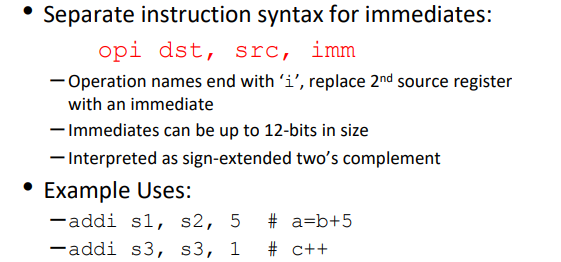 • Separate instruction syntax for immediates:
opi dst, src, imm
— Operation names end with ‘i’, replace 2nd source register
with an immediate
— Immediates can be up to 12-bits in size
— Interpreted as sign-extended two’s complement
• Example Uses:
—addi s1, s2, 5 # a=b+5
—addi s3, s3, 1 # c++